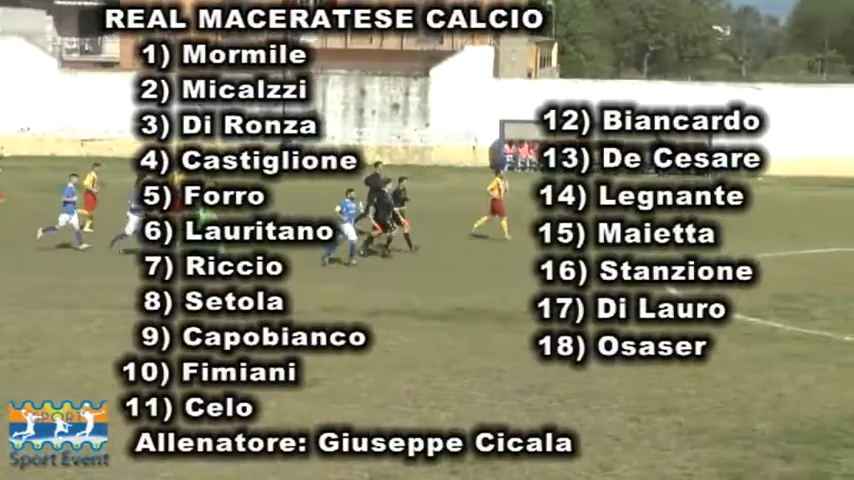 REAL MACERATESE CALCIO
1) Mormile
2) Micalzzi
3) Di Ronza
4) Castiglione
5) Forro
6) Lauritano
7) Riccio
8) Setola
9) Capobianco
10) Fimiani
11) Celo
12) Biancardo
13) De Cesare
14) Legnante
15) Maietta
16) Stanzione
17) Di Lauro
18) Osaser
Allenatore: Giuseppe Cicala
SPORT
Sport Event